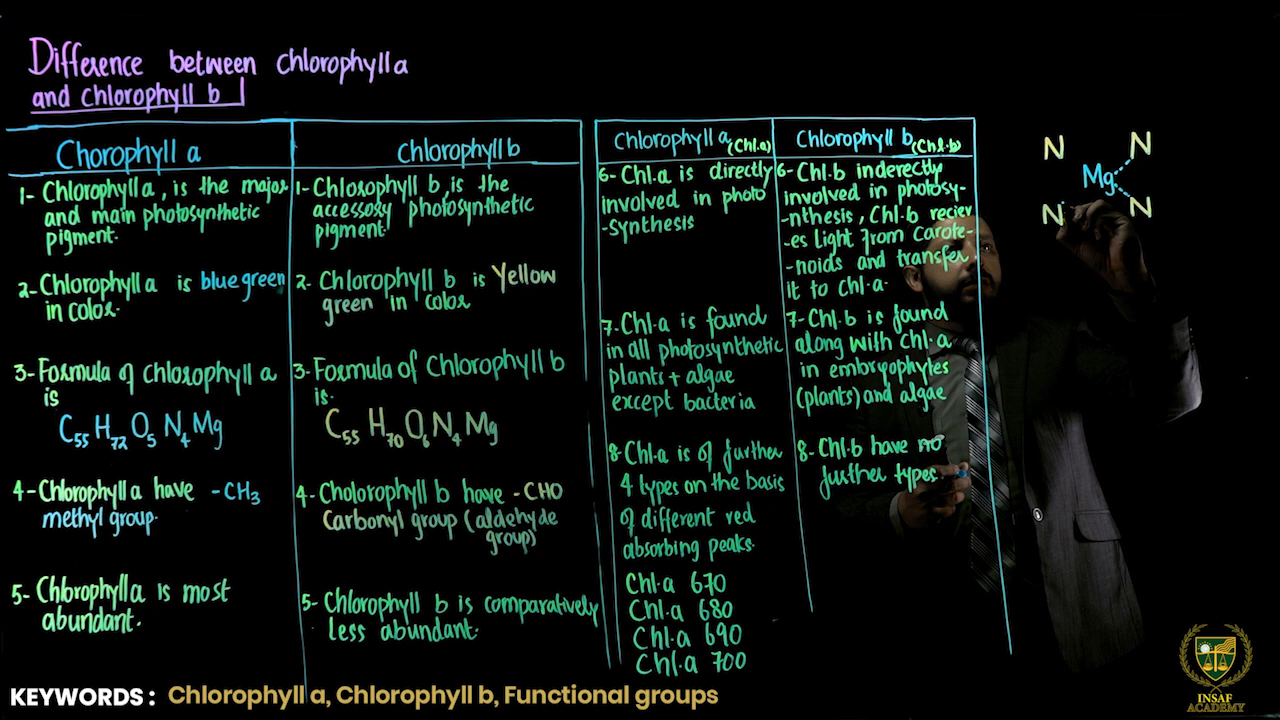 Difference between chlorophyll a
and chlorophyll b
Chorophyll a
1- Chlorophyll a, is the major
and main photosynthetic
pigment.
2- Chlorophyll a is blue green
in color.
3- Formula of chlorophyll a
is
C55 H72 O5 N4 Mg
4- Chlorophyll a have -CH3
methyl group.
5- Chlorophyll a is most
abundant.
Chlorophyll b
1- Chlorophyll b, is the
accessory photosynthetic
pigment.
2- Chlorophyll b is Yellow
green in color
3- Formula of Chlorophyll b
is.
C55 H70 O6 N4 Mg
4- Cholorophyll b have -CHO
Carbonyl group (aldehyde
group)
5- Chlorophyll b is comparatively
less abundant.
Chlorophyll a (Chl.a)
6- Chl.a is directly
involved in photo
-synthesis
7- Chl.a is found
in all photosynthetic
plants + algae
except bacteria
8- Chl.a is of further
4 types on the basis
of different red
absorbing peaks.
Chl.a 670
Chl.a 680
Chl.a 690
Chl.a 700
Chlorophyll b (Chl.b)
6- Chl.b inderectly
involved in photosy-
-nthesis, Chl.b reciev
-es Light from Carote-
-noids and transfer
it to chl.a.
7- Chl.b is found
along with Chl.a
in embryophytes
(plants) and algae
8- Chl.b have no
further types.
N N
Mg
N N
KEYWORDS : Chlorophyll a, Chlorophyll b, Functional groups
INSAF
ACADEMY